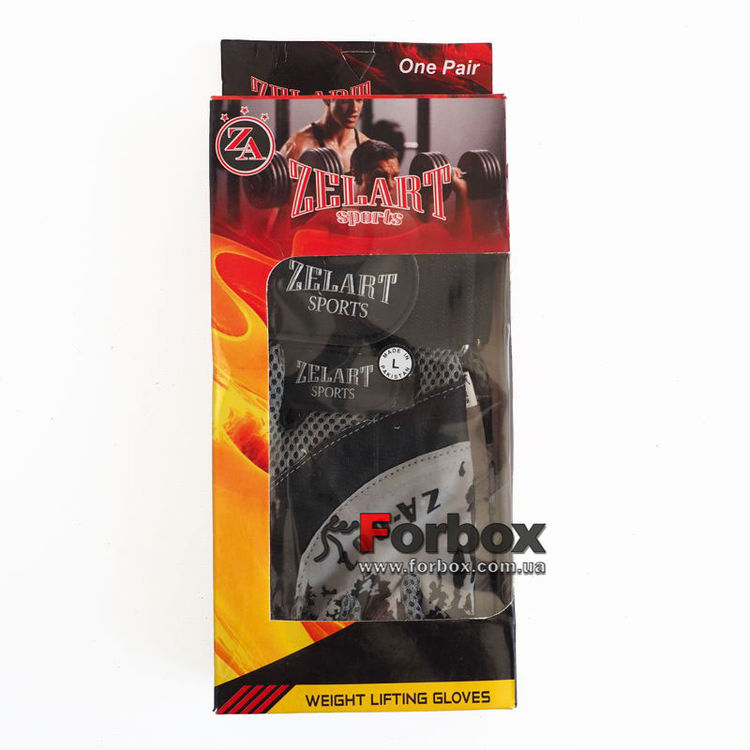 One Pair
ZELART
ZA
ZELART
sports
ZELART
SPORTS
MADE IN
L
PAKISTAN
ZELART
SPORTS
ZA-
Forbox
www.forbox.com.ua
WEIGHT LIFTING GLOVES